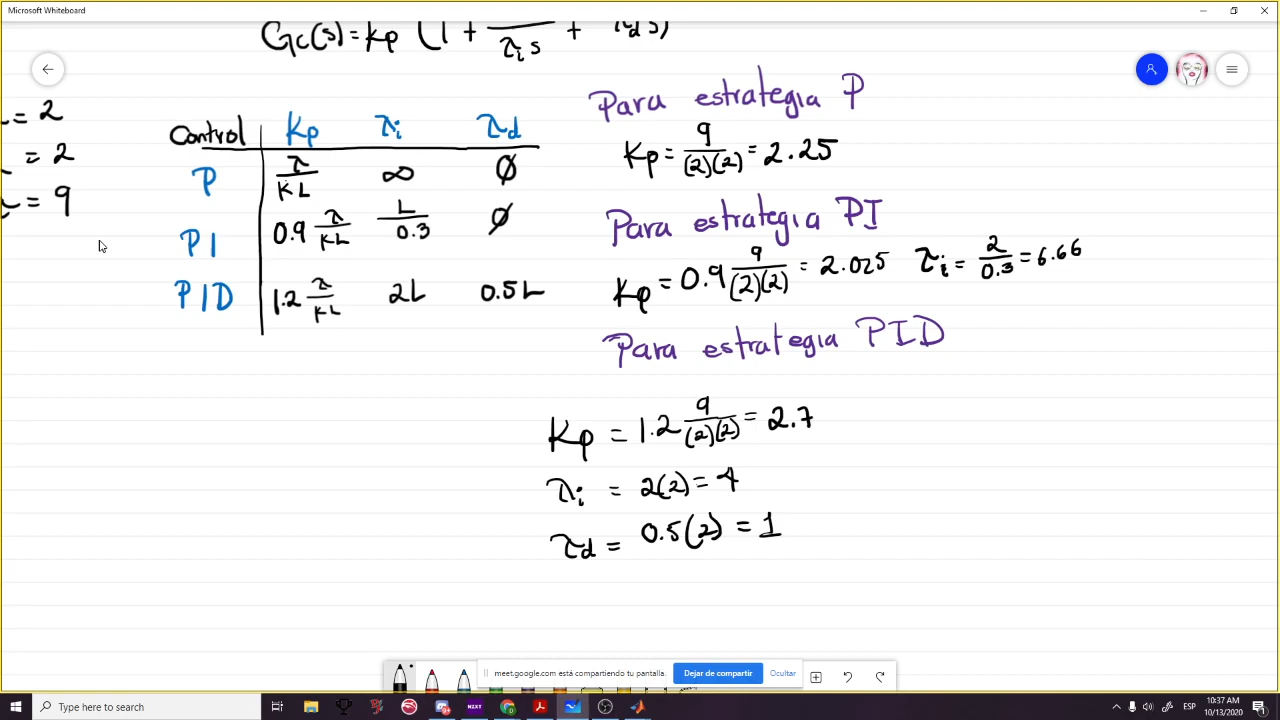 Microsoft Whiteboard
Gc(s) = Kp (1 + 1/τi s + τd s)
= 2
= 2
τ = 9
Control Kp τi τd
P τ/KL ∞ ∅
PI 0.9 τ/KL L/0.3 ∅
PID 1.2 τ/KL 2L 0.5L
Para estrategia P
Kp = 9/(2)(2) = 2.25
Para estrategia PI
Kp = 0.9 9/(2)(2) = 2.025 τi = 2/0.3 = 6.66
Para estrategia PID
Kp = 1.2 9/(2)(2) = 2.7
τi = 2(2) = 4
τd = 0.5(2) = 1
meet.google.com está compartiendo tu pantalla.
Dejar de compartir
Ocultar
Type here to search
ESP
10:37 AM
10/13/2020